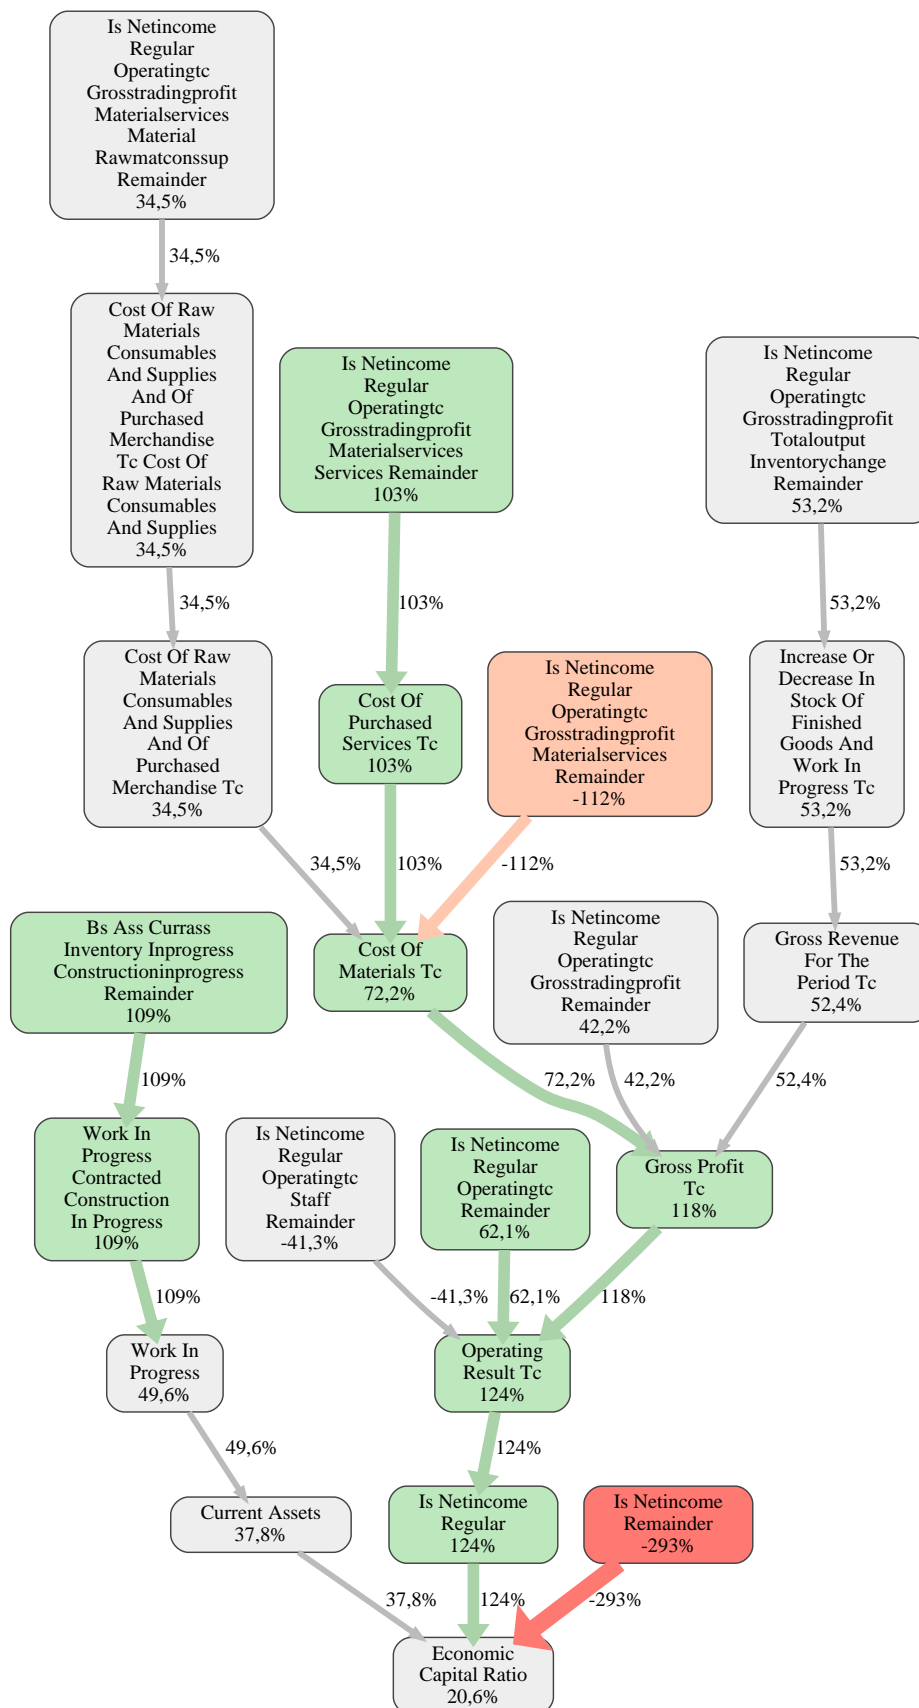 Is Netincome
Regular
Operatingtc
Grosstradingprofit
Materialservices
Material
Rawmatconssup
Remainder
34,5%
34,5%
Cost Of Raw
Materials
Consumables
And Supplies
And Of
Purchased
Merchandise
Tc Cost Of
Raw Materials
Consumables
And Supplies
34,5%
Is Netincome
Regular
Operatingtc
Grosstradingprofit
Materialservices
Services Remainder
103%
Is Netincome
Regular
Operatingtc
Grosstradingprofit
Totaloutput
Inventorychange
Remainder
53,2%
34,5%
103%
53,2%
Cost Of Raw
Materials
Consumables
And Supplies
And Of
Purchased
Merchandise Tc
34,5%
Cost Of
Purchased
Services Tc
103%
Is Netincome
Regular
Operatingtc
Grosstradingprofit
Materialservices
Remainder
-112%
Increase Or
Decrease In
Stock Of
Finished
Goods And
Work In
Progress Tc
53,2%
34,5%
103%
-112%
53,2%
Bs Ass Currass
Inventory Inprogress
Constructioninprogress
Remainder
109%
Cost Of
Materials Tc
72,2%
Is Netincome
Regular
Operatingtc
Grosstradingprofit
Remainder
42,2%
Gross Revenue
For The
Period Tc
52,4%
109%
72,2%
42,2%
52,4%
Work In
Progress
Contracted
Construction
In Progress
109%
Is Netincome
Regular
Operatingtc
Staff
Remainder
-41,3%
Is Netincome
Regular
Operatingtc
Remainder
62,1%
Gross Profit
Tc
118%
109%
-41,3%
62,1%
118%
Work In
Progress
49,6%
Operating
Result Tc
124%
49,6%
124%
Current Assets
37,8%
Is Netincome
Regular
124%
Is Netincome
Remainder
-293%
37,8%
124%
-293%
Economic
Capital Ratio
20,6%